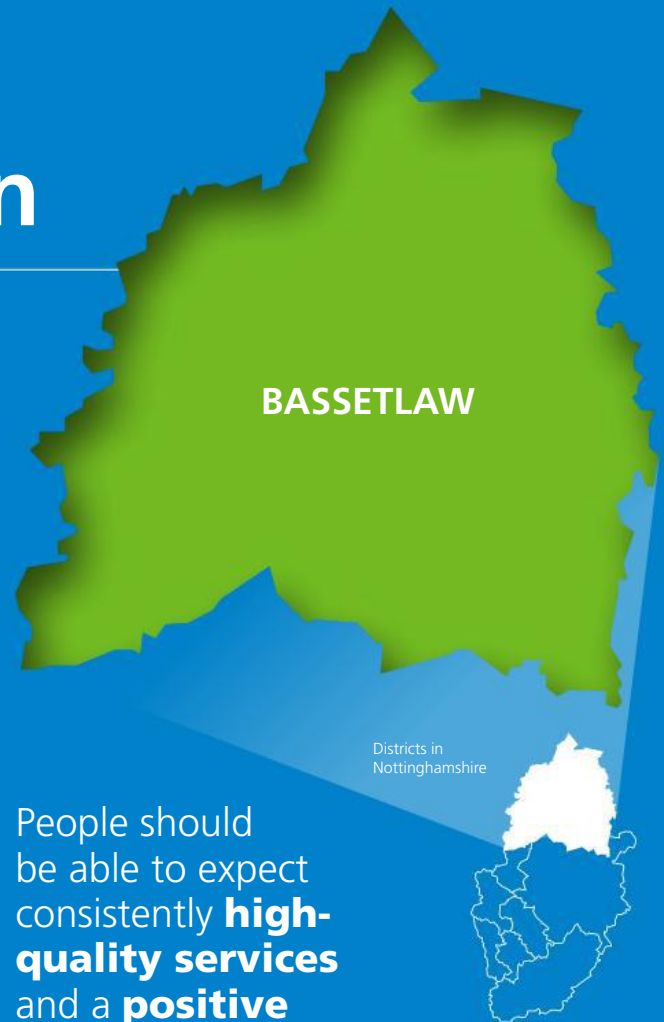 BASSETLAW
Districts in
Nottinghamshire
People should
be able to expect
consistently high-
quality services
and a positive